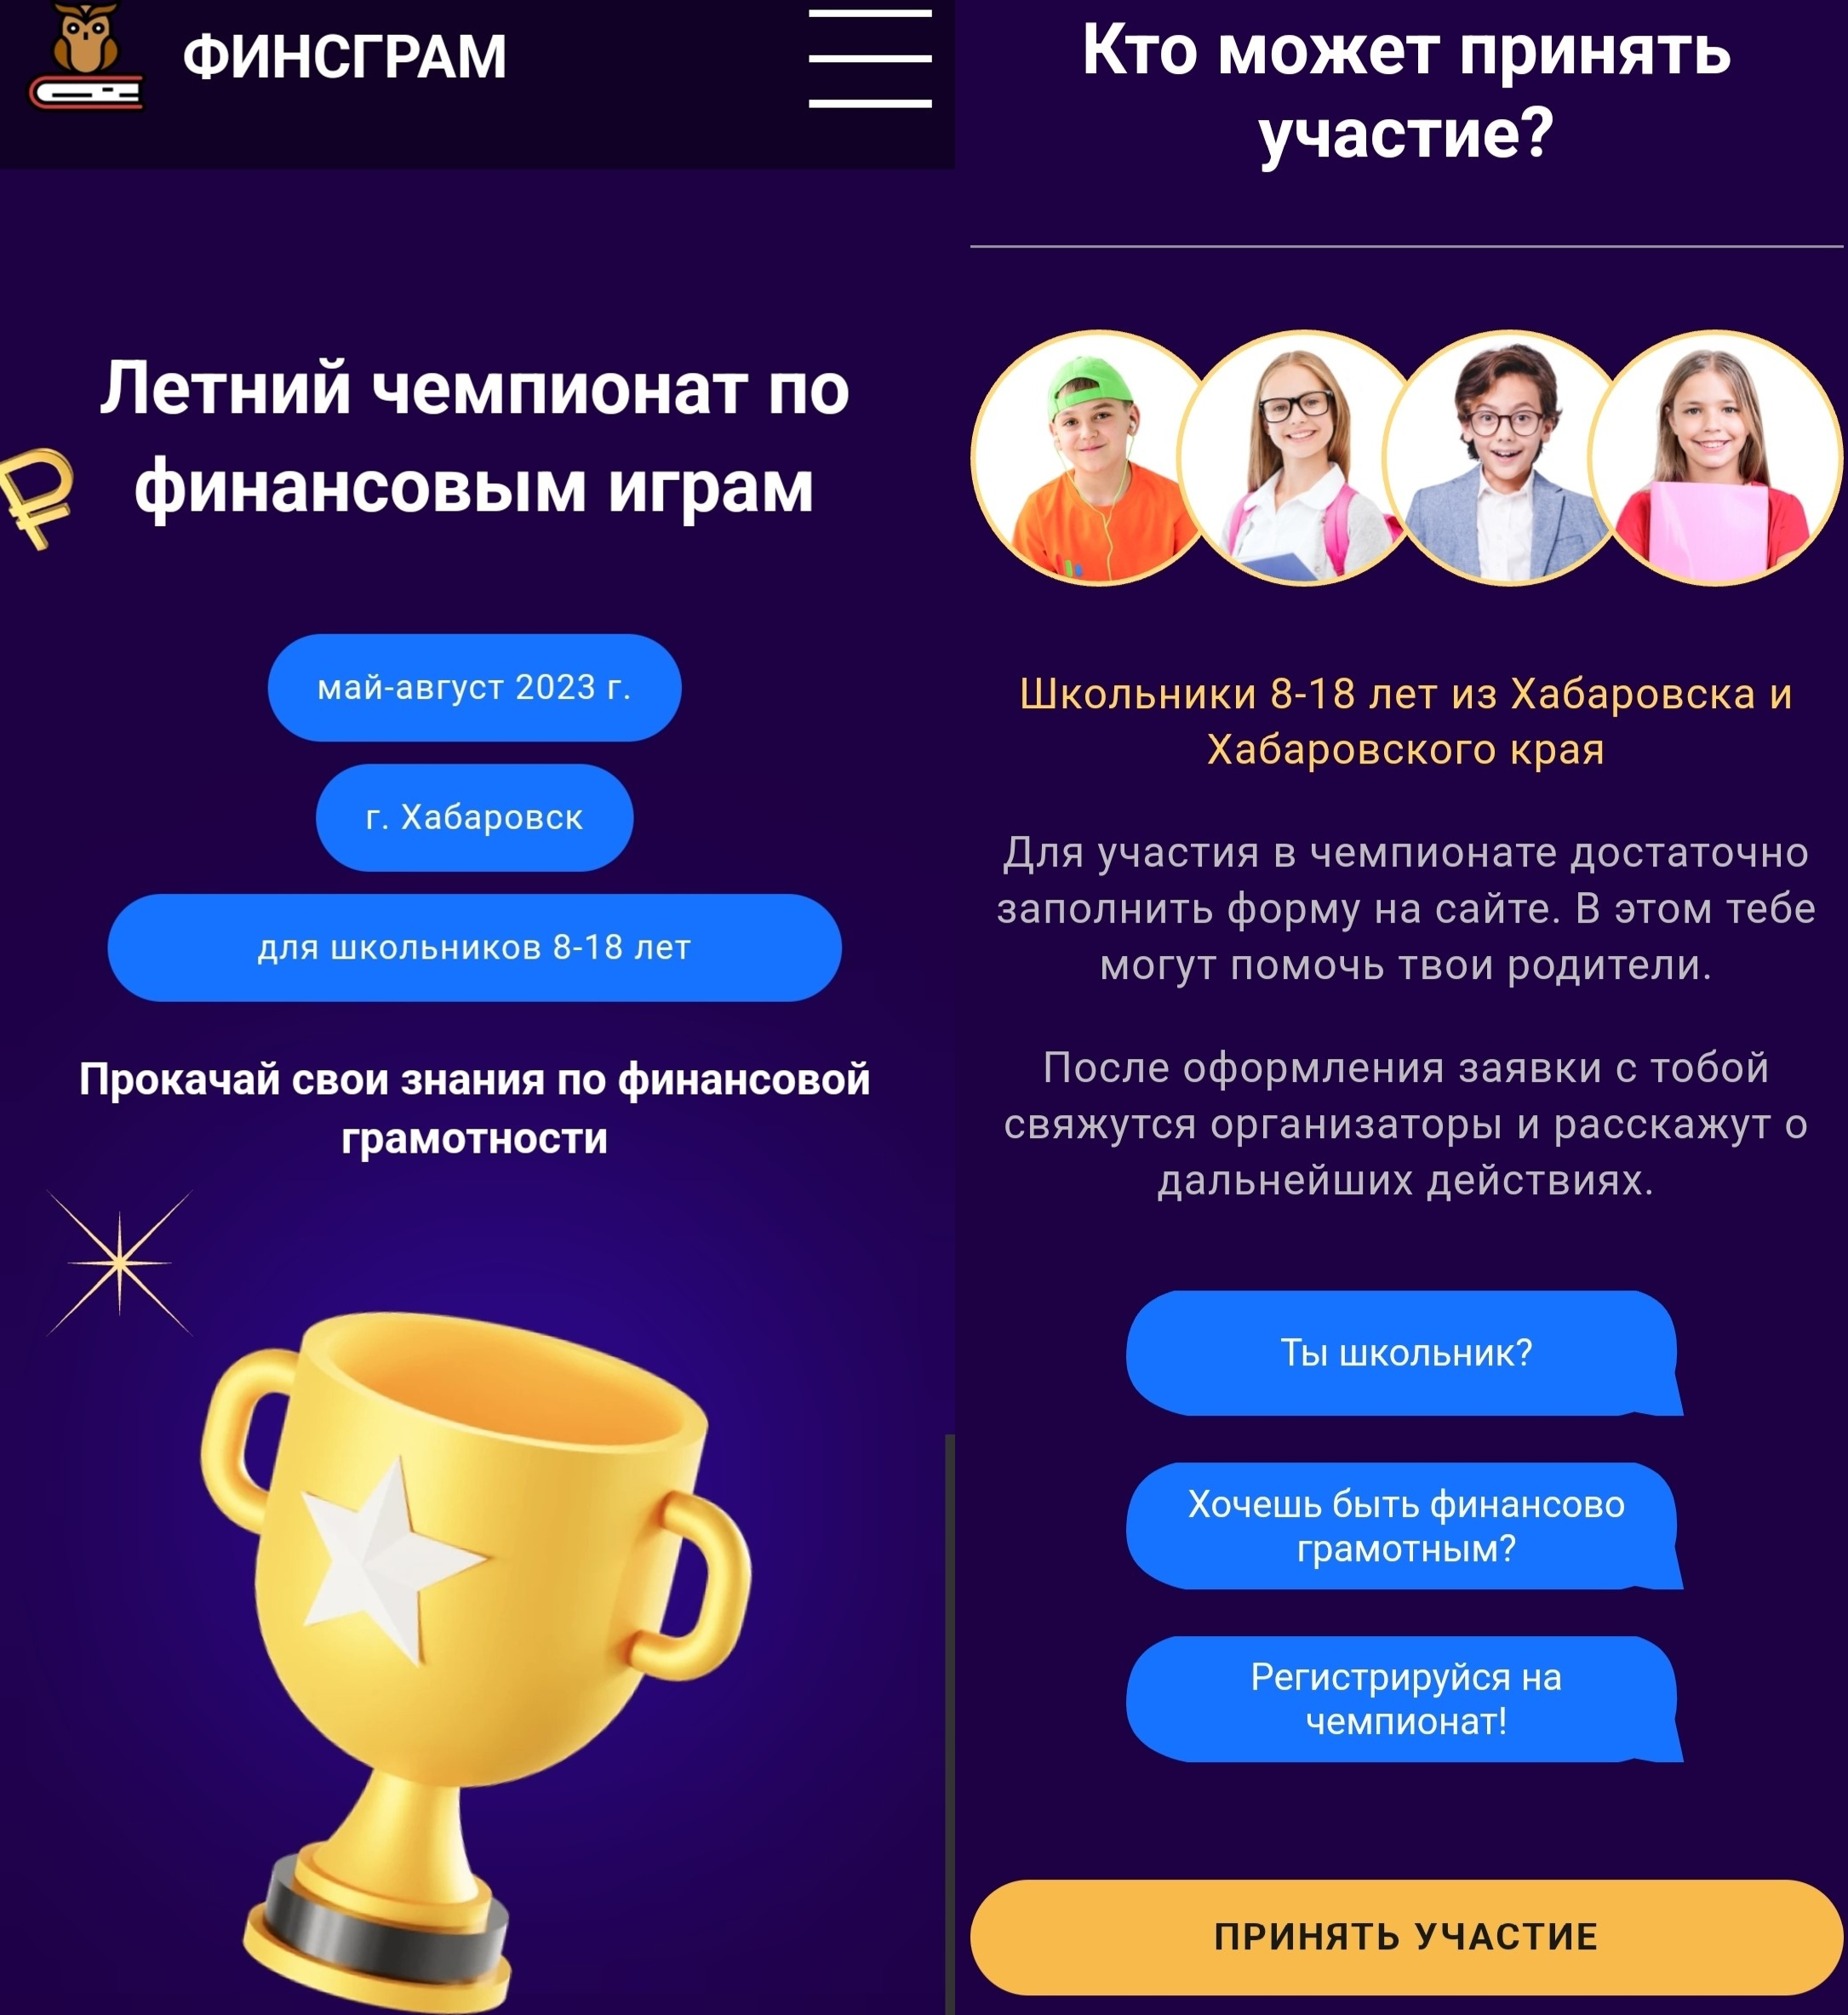 ФИНСГРАМ
Летний чемпионат по
финансовым играм
май-август 2023 г.
г. Хабаровск
для школьников 8-18 лет
Прокачай свои знания по финансовой
грамотности
Кто может принять
участие?
Школьники 8-18 лет из Хабаровска и
Хабаровского края
Для участия в чемпионате достаточно
заполнить форму на сайте. В этом тебе
могут помочь твои родители.
После оформления заявки с тобой
свяжутся организаторы и расскажут о
дальнейших действиях.
Ты школьник?
Хочешь быть финансово
грамотным?
Регистрируйся на
чемпионат!
ПРИНЯТЬ УЧАСТИЕ